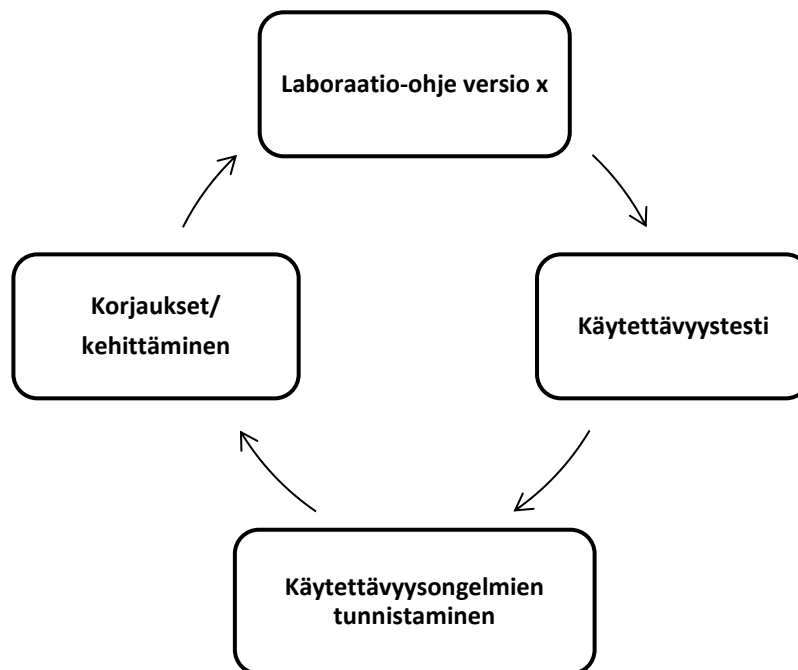 Laboraatio-ohje versio x
Käytettävyystesti
Käytettävyysongelmien
tunnistaminen
Korjaukset/
kehittäminen